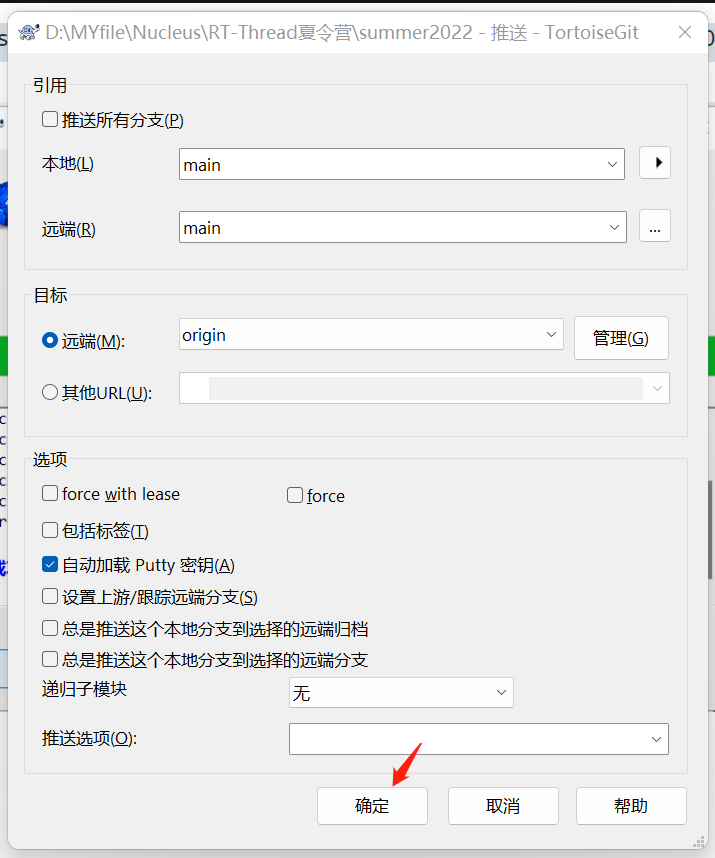 D:\MYfile\Nucleus\RT-Thread夏令营\summer2022 - 推送 - TortoiseGit
引用
推送所有分支(P)
本地(L) main
远端(R) main ...
目标
远端(M): origin 管理(G)
其他URL(U):
选项
force with lease force
包括标签(T)
自动加载 Putty 密钥(A)
设置上游/跟踪远端分支(S)
总是推送这个本地分支到选择的远端归档
总是推送这个本地分支到选择的远端分支
递归子模块 无
推送选项(O):
确定 取消 帮助